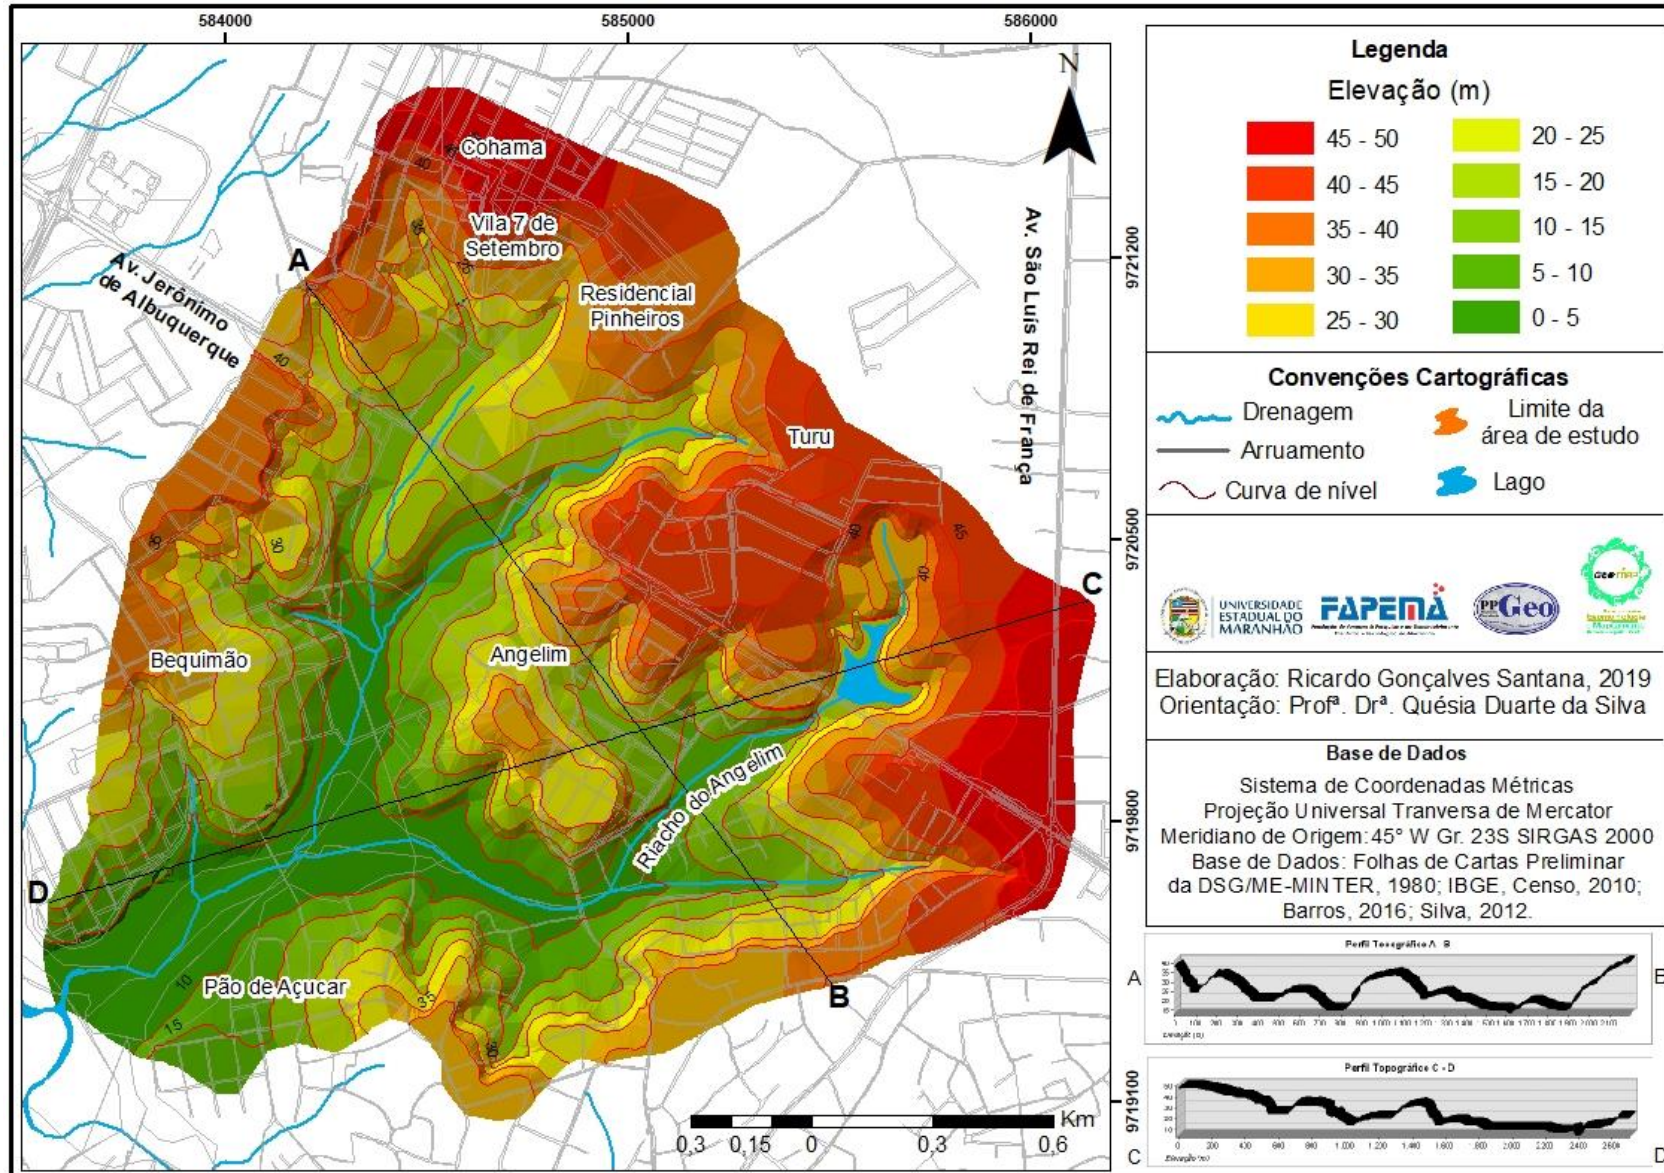 584000
585000
586000
N
Cohama
40
Vila 7 de
Setembro
35
A
Av. Jerônimo
de Albuquerque
Residencial
Pinheiros
Av. São Luís Rei de França
9721200
40
Turu
35
30
40
45
40
9720500
C
Bequimão
Angelim
Riacho do Angelim
9719800
D
Pão de Açucar
10
15
35
30
B
9719100
Km
0,3
0,15
0
0,3
0,6
Legenda
Elevação (m)
45 - 50
40 - 45
35 - 40
30 - 35
25 - 30
20 - 25
15 - 20
10 - 15
5 - 10
0 - 5
Convenções Cartográficas
Drenagem
Arruamento
Curva de nível
Limite da
área de estudo
Lago
UNIVERSIDADE
ESTADUAL DO
MARANHÃO
FAPEMA
PPGeo
Elaboração: Ricardo Gonçalves Santana, 2019
Orientação: Profª. Drª. Quésia Duarte da Silva
Base de Dados
Sistema de Coordenadas Métricas
Projeção Universal Tranversa de Mercator
Meridiano de Origem:45º W Gr. 23S SIRGAS 2000
Base de Dados: Folhas de Cartas Preliminar
da DSG/ME-MINTER, 1980; IBGE, Censo, 2010;
Barros, 2016; Silva, 2012.
Perfil Topográfico A - B
A
B
Perfil Topográfico C - D
C
D